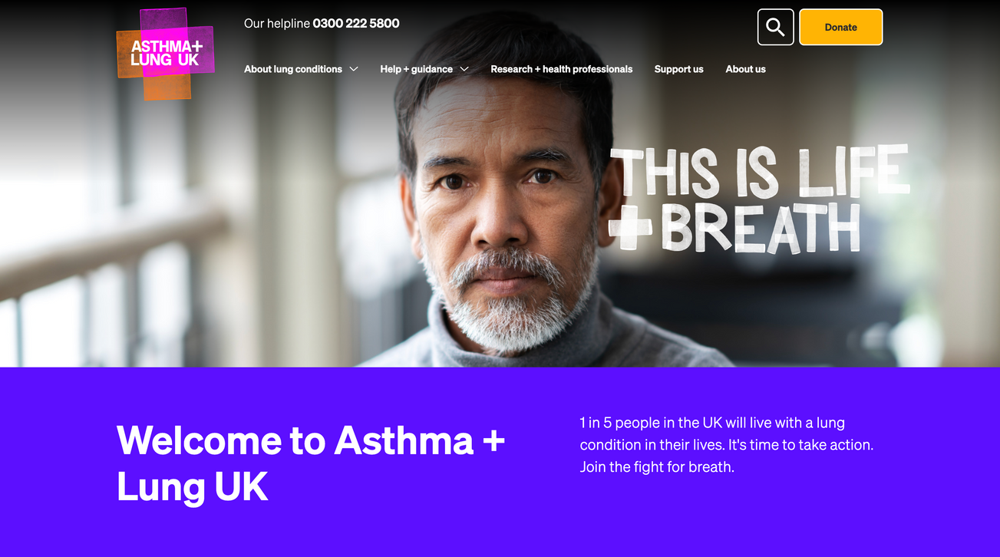 ASTHMA+
LUNG UK
Our helpline 0300 222 5800
Donate
About lung conditions
Help + guidance
Research + health professionals
Support us
About us
THIS IS LIFE
+ BREATH
Welcome to Asthma +
Lung UK
1 in 5 people in the UK will live with a lung
condition in their lives. It's time to take action.
Join the fight for breath.